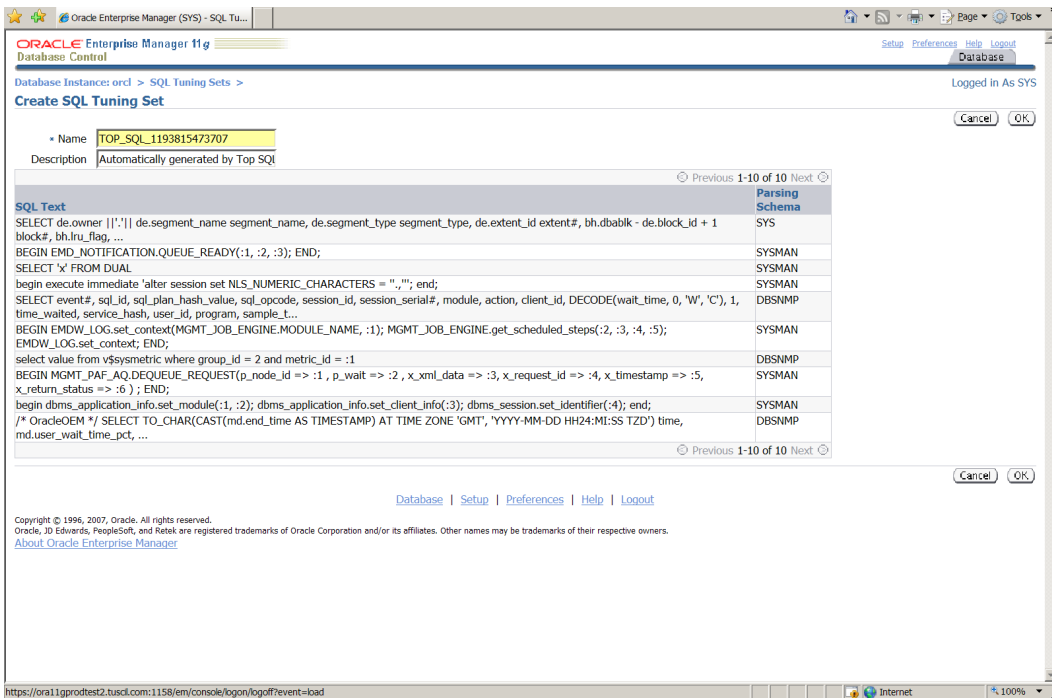 Oracle Enterprise Manager (SYS) - SQL Tu...
Page
Tools
ORACLE Enterprise Manager 11g
Database Control
Setup Preferences Help Logout
Database
Database Instance: orcl > SQL Tuning Sets >
Logged in As SYS
Create SQL Tuning Set
Cancel OK
* Name TOP_SQL_1193815473707
Description Automatically generated by Top SQL
Previous 1-10 of 10 Next
SQL Text
Parsing Schema
SELECT de.owner ||'.'|| de.segment_name segment_name, de.segment_type segment_type, de.extent_id extent#, bh.dbablk - de.block_id + 1
block#, bh.lru_flag, ...
SYS
BEGIN EMD_NOTIFICATION.QUEUE_READY(:1, :2, :3); END;
SYSMAN
SELECT 'x' FROM DUAL
SYSMAN
begin execute immediate 'alter session set NLS_NUMERIC_CHARACTERS = ''.,'''; end;
SYSMAN
SELECT event#, sql_id, sql_plan_hash_value, sql_opcode, session_id, session_serial#, module, action, client_id, DECODE(wait_time, 0, 'W', 'C'), 1,
time_waited, service_hash, user_id, program, sample_t...
DBSNMP
BEGIN EMDW_LOG.set_context(MGMT_JOB_ENGINE.MODULE_NAME, :1); MGMT_JOB_ENGINE.get_scheduled_steps(:2, :3, :4, :5);
EMDW_LOG.set_context; END;
SYSMAN
select value from v$sysmetric where group_id = 2 and metric_id = :1
DBSNMP
BEGIN MGMT_PAF_AQ.DEQUEUE_REQUEST(p_node_id => :1 , p_wait => :2 , x_xml_data => :3, x_request_id => :4, x_timestamp => :5,
x_return_status => :6 ) ; END;
SYSMAN
begin dbms_application_info.set_module(:1, :2); dbms_application_info.set_client_info(:3); dbms_session.set_identifier(:4); end;
SYSMAN
/* OracleOEM */ SELECT TO_CHAR(CAST(md.end_time AS TIMESTAMP) AT TIME ZONE 'GMT', 'YYYY-MM-DD HH24:MI:SS TZD') time,
md.user_wait_time_pct, ...
DBSNMP
Previous 1-10 of 10 Next
Cancel OK
Database | Setup | Preferences | Help | Logout
Copyright © 1996, 2007, Oracle. All rights reserved.
Oracle, JD Edwards, PeopleSoft, and Retek are registered trademarks of Oracle Corporation and/or its affiliates. Other names may be trademarks of their respective owners.
About Oracle Enterprise Manager
https://ora11gprodtest2.tuscil.com:1158/em/console/logon/logoff?event=load
Internet
100%